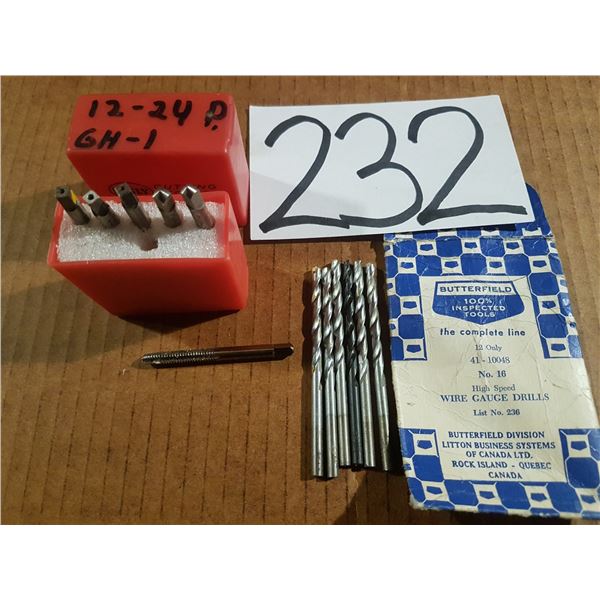 12-24 P.
GH-1
CUTTING
232
BUTTERFIELD
100%
INSPECTED
TOOLS
the complete line
12 Only
41-10048
No. 16
High Speed
WIRE GAUGE DRILLS
List No. 236
BUTTERFIELD DIVISION
LITTON BUSINESS SYSTEMS
OF CANADA LTD.
ROCK ISLAND - QUEBEC
CANADA